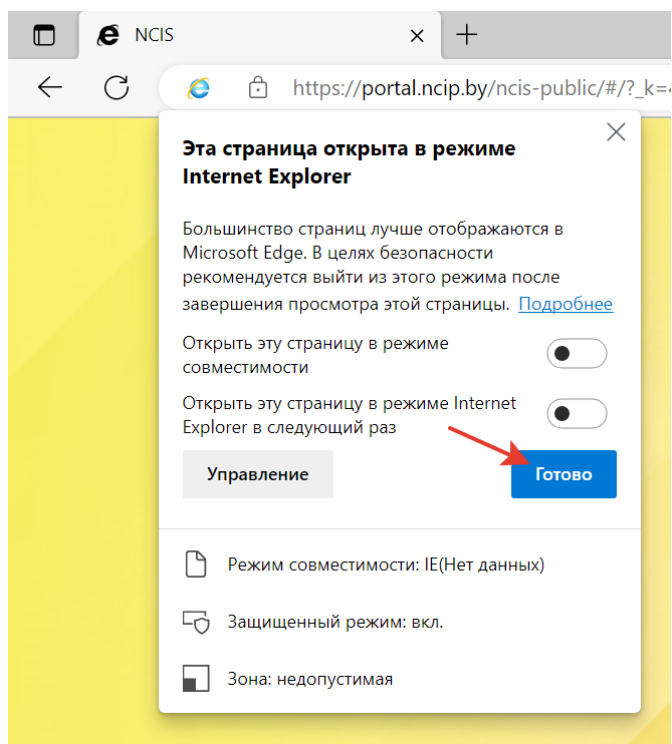 NCIS
https://portal.ncip.by/ncis-public/#/?_k=
Эта страница открыта в режиме
Internet Explorer
Большинство страниц лучше отображаются в
Microsoft Edge. В целях безопасности
рекомендуется выйти из этого режима после
завершения просмотра этой страницы. Подробнее
Открыть эту страницу в режиме
совместимости
Открыть эту страницу в режиме Internet
Explorer в следующий раз
Управление
Готово
Режим совместимости: IE(Нет данных)
Защищенный режим: вкл.
Зона: недопустимая